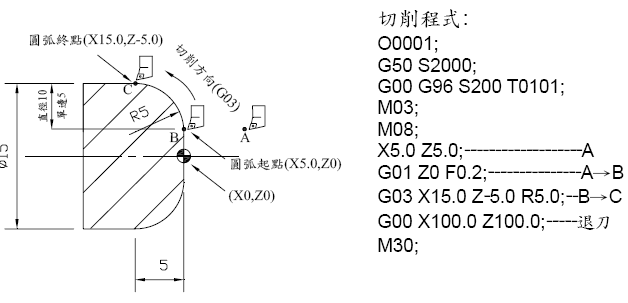 圓弧終點(X15.0,Z-5.0)
切削方向(G03)
C
直徑10
單邊5
R5
B
A
Ø15
圓弧起點(X5.0,Z0)
(X0,Z0)
5
切削程式:
O0001;
G50 S2000;
G00 G96 S200 T0101;
M03;
M08;
X5.0 Z5.0;--------------------A
G01 Z0 F0.2;----------------A→B
G03 X15.0 Z-5.0 R5.0;--B→C
G00 X100.0 Z100.0;-----退刀
M30;